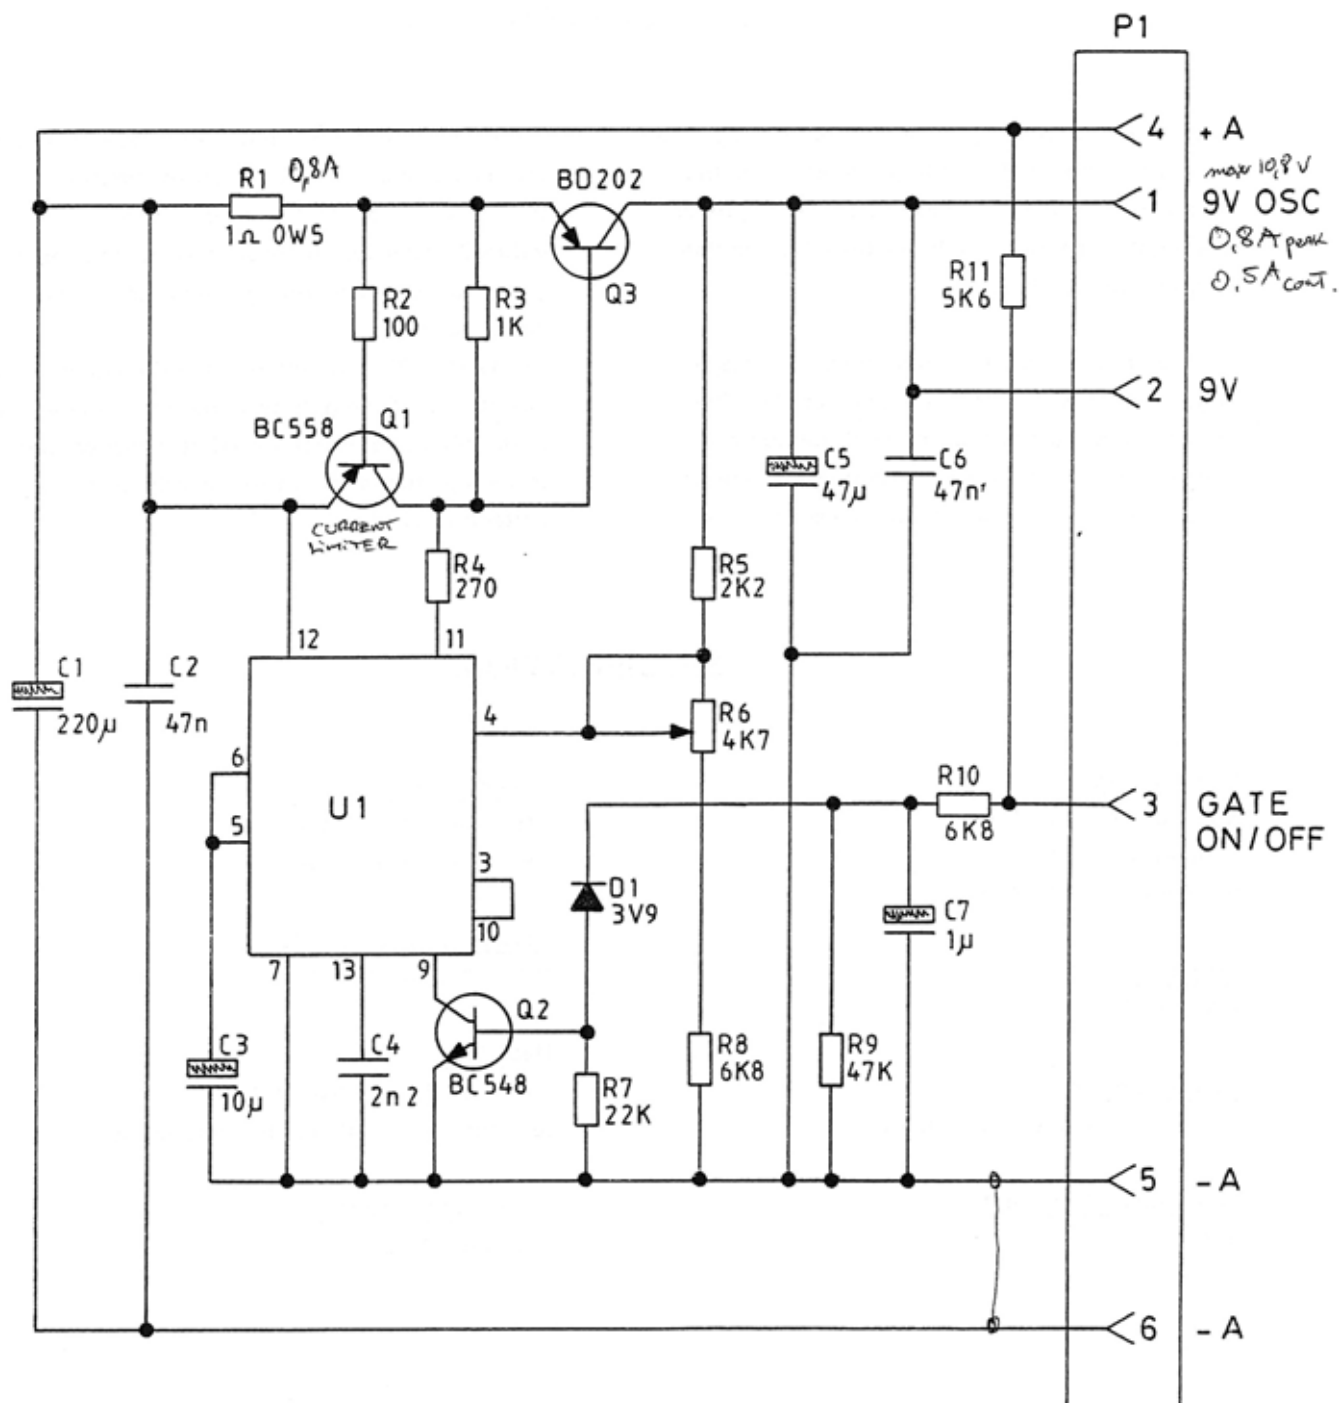 P1
4 + A
R1 0,8A
BD202
max 10,8 V
1 9V OSC
1Ω 0W5
0,8A peak
R11
5K6
0,5A cont.
Q3
R2
100
R3
1K
2 9V
BC558 Q1
C5
47µ
C6
47n
CURRENT
LIMITER
R4
270
R5
2K2
12 11
C1
220µ
C2
47n
4
R6
4K7
6
R10
6K8
3 GATE
ON/OFF
U1
5
3
D1
3V9
10
C7
1µ
7 13 9
Q2
C3
10µ
C4
2n2
BC548
R7
22K
R8
6K8
R9
47K
5 - A
6 - A